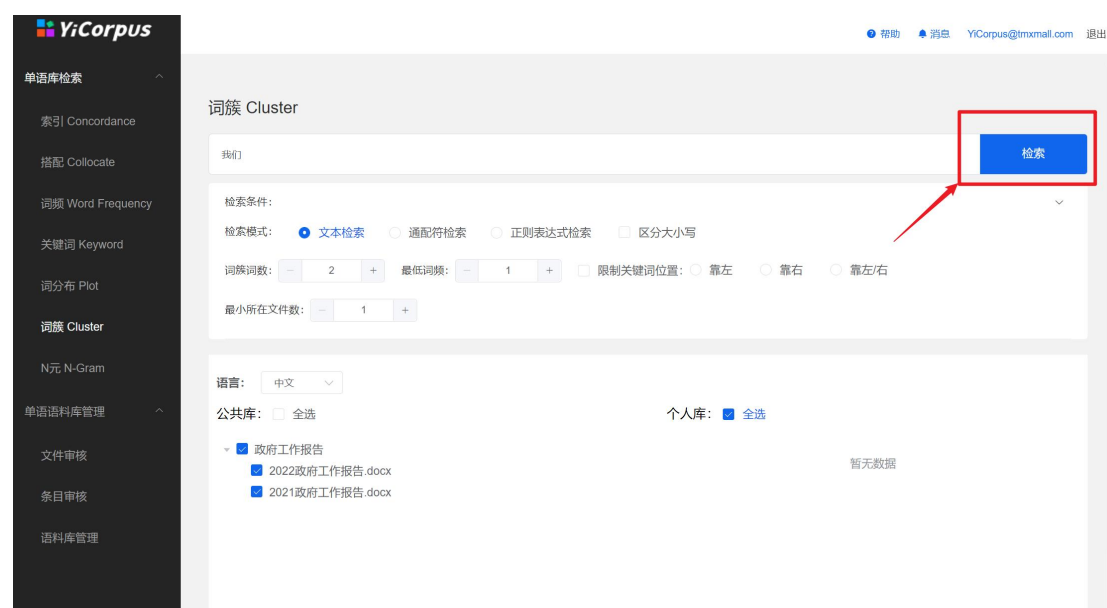 YiCorpus
帮助 消息 YiCorpus@tmxmall.com 退出
单语库检索
索引 Concordance
搭配 Collocate
词频 Word Frequency
关键词 Keyword
词分布 Plot
词簇 Cluster
N元 N-Gram
单语语料库管理
文件审核
条目审核
语料库管理
词簇 Cluster
我们 检索
检索条件:
检索模式: 文本检索 通配符检索 正则表达式检索 区分大小写
词簇词数: - 2 + 最低词频: - 1 + 限制关键词位置: 靠左 靠右 靠左/右
最小所在文件数: - 1 +
语言: 中文
公共库: 全选 个人库: 全选
政府工作报告
2022政府工作报告.docx
2021政府工作报告.docx
暂无数据